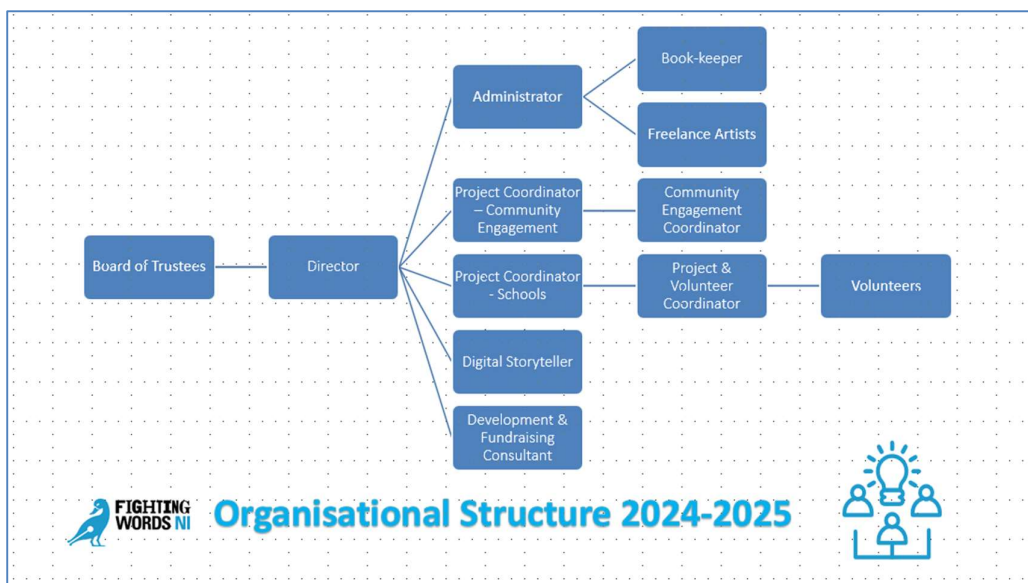 Book-keeper
Administrator
Freelance Artists
Project Coordinator
– Community
Engagement
Community
Engagement
Coordinator
Board of Trustees
Director
Project Coordinator
- Schools
Project &
Volunteer
Coordinator
Volunteers
Digital Storyteller
Development &
Fundraising
Consultant
FIGHTING
WORDS NI
Organisational Structure 2024-2025